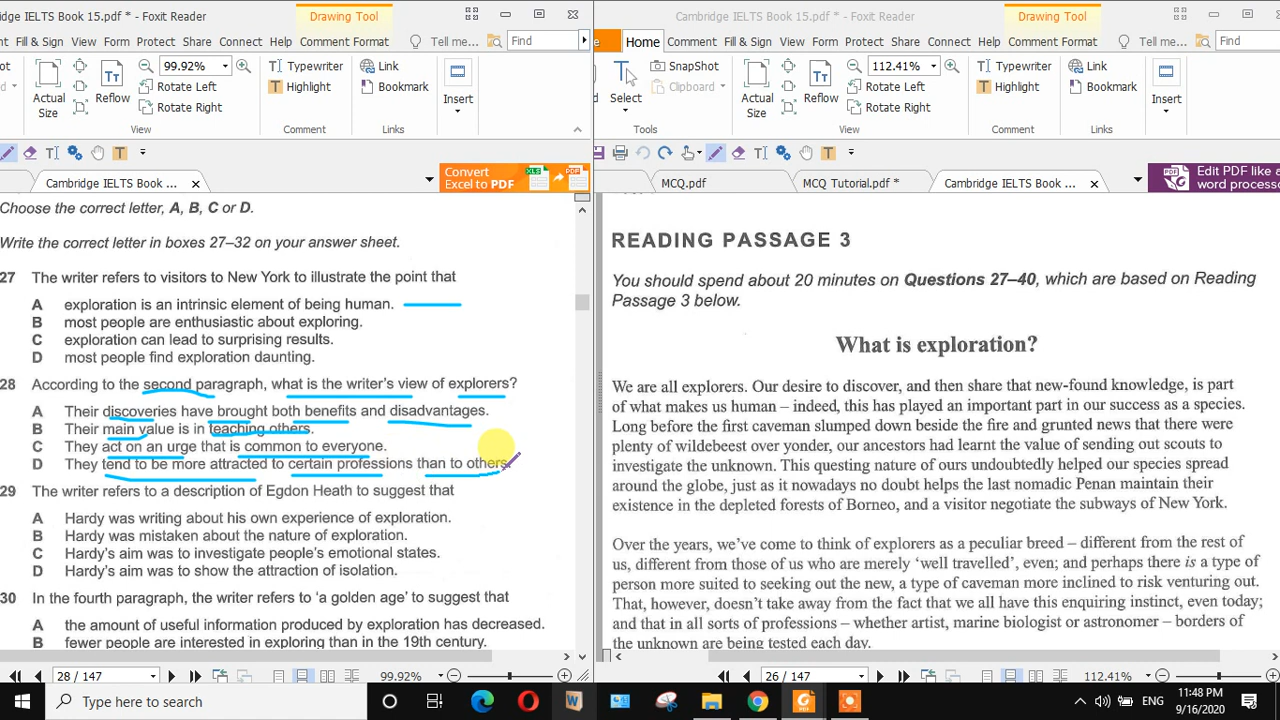 Drawing Tool
Drawing Tool
Cambridge IELTS Book 15.pdf * - Foxit Reader
Cambridge IELTS Book 15.pdf * - Foxit Reader
Fill & Sign View Form Protect Share Connect Help Comment Format Tell me... Find
Home Comment View Form Protect Share Connect Help Comment Format Tell me... Find
99.92%
Typewriter
Link
Actual Size
Reflow
Rotate Left
Highlight
Bookmark
Rotate Right
Insert
View
Comment
Links
SnapShot
112.41%
Typewriter
Link
Select
Clipboard
Actual Size
Reflow
Rotate Left
Highlight
Bookmark
Rotate Right
Insert
Tools
View
Comment
Links
Convert Excel to PDF
Edit PDF like a word processo
Cambridge IELTS Book ...
MCQ.pdf
MCQ Tutorial.pdf *
Cambridge IELTS Book ...
Choose the correct letter, A, B, C or D.
Write the correct letter in boxes 27–32 on your answer sheet.
27 The writer refers to visitors to New York to illustrate the point that
A exploration is an intrinsic element of being human.
B most people are enthusiastic about exploring.
C exploration can lead to surprising results.
D most people find exploration daunting.
28 According to the second paragraph, what is the writer's view of explorers?
A Their discoveries have brought both benefits and disadvantages.
B Their main value is in teaching others.
C They act on an urge that is common to everyone.
D They tend to be more attracted to certain professions than to others.
29 The writer refers to a description of Egdon Heath to suggest that
A Hardy was writing about his own experience of exploration.
B Hardy was mistaken about the nature of exploration.
C Hardy's aim was to investigate people's emotional states.
D Hardy's aim was to show the attraction of isolation.
30 In the fourth paragraph, the writer refers to 'a golden age' to suggest that
A the amount of useful information produced by exploration has decreased.
B fewer people are interested in exploring than in the 19th century.
READING PASSAGE 3
You should spend about 20 minutes on Questions 27–40, which are based on Reading
Passage 3 below.
What is exploration?
We are all explorers. Our desire to discover, and then share that new-found knowledge, is part
of what makes us human – indeed, this has played an important part in our success as a species.
Long before the first caveman slumped down beside the fire and grunted news that there were
plenty of wildebeest over yonder, our ancestors had learnt the value of sending out scouts to
investigate the unknown. This questing nature of ours undoubtedly helped our species spread
around the globe, just as it nowadays no doubt helps the last nomadic Penan maintain their
existence in the depleted forests of Borneo, and a visitor negotiate the subways of New York.
Over the years, we've come to think of explorers as a peculiar breed – different from the rest of
us, different from those of us who are merely 'well travelled', even; and perhaps there is a type of
person more suited to seeking out the new, a type of caveman more inclined to risk venturing out.
That, however, doesn't take away from the fact that we all have this enquiring instinct, even today;
and that in all sorts of professions – whether artist, marine biologist or astronomer – borders of
the unknown are being tested each day.
28 / 147
99.92%
26 / 147
112.41%
Type here to search
ENG
11:48 PM
9/16/2020